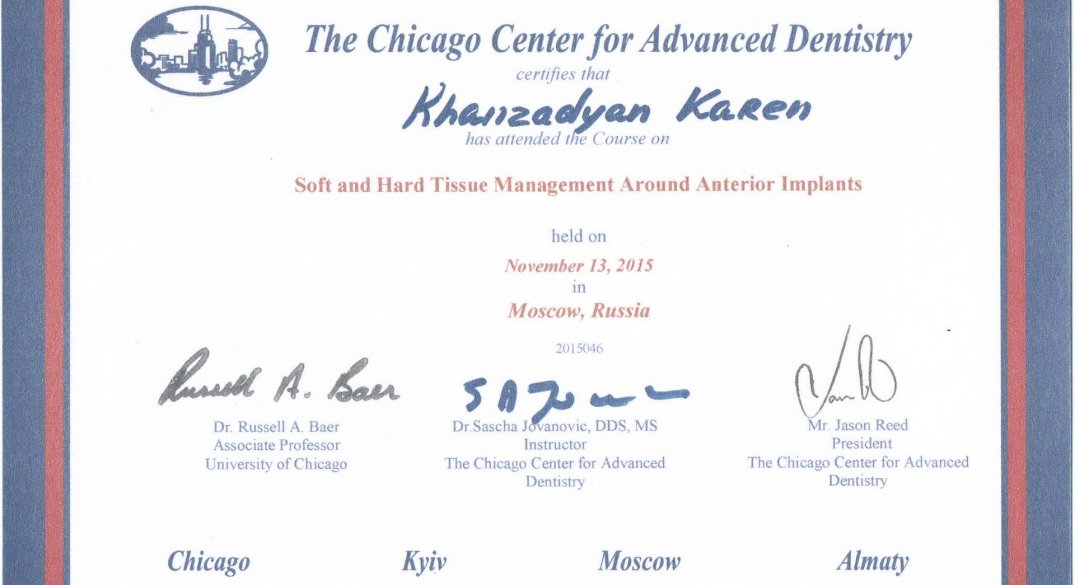 The Chicago Center for Advanced Dentistry
certifies that
Khanzadyan Karen
has attended the Course on
Soft and Hard Tissue Management Around Anterior Implants
held on
November 13, 2015
in
Moscow, Russia
2015046
Russell A. Baer
Dr. Russell A. Baer
Associate Professor
University of Chicago
Dr.Sascha Jovanovic, DDS, MS
Instructor
The Chicago Center for Advanced
Dentistry
Mr. Jason Reed
President
The Chicago Center for Advanced
Dentistry
Chicago Kyiv Moscow Almaty